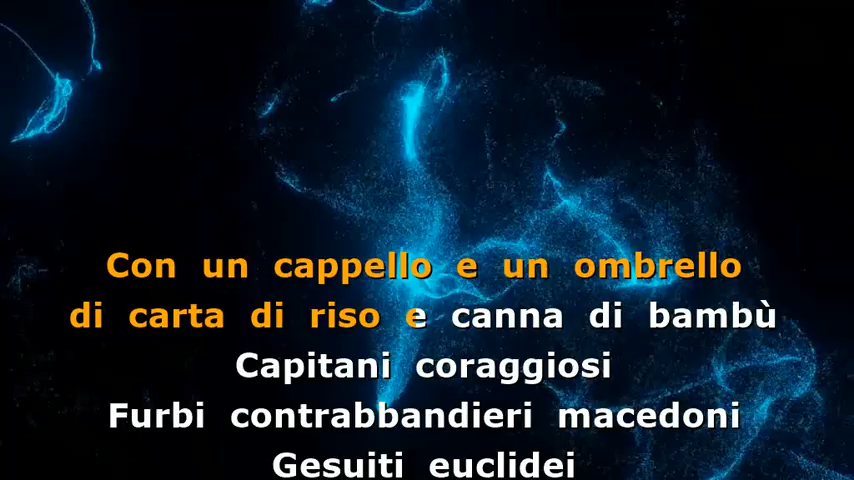 Con un cappello e un ombrello
di carta di riso e canna di bambù
Capitani coraggiosi
Furbi contrabbandieri macedoni
Gesuiti euclidei